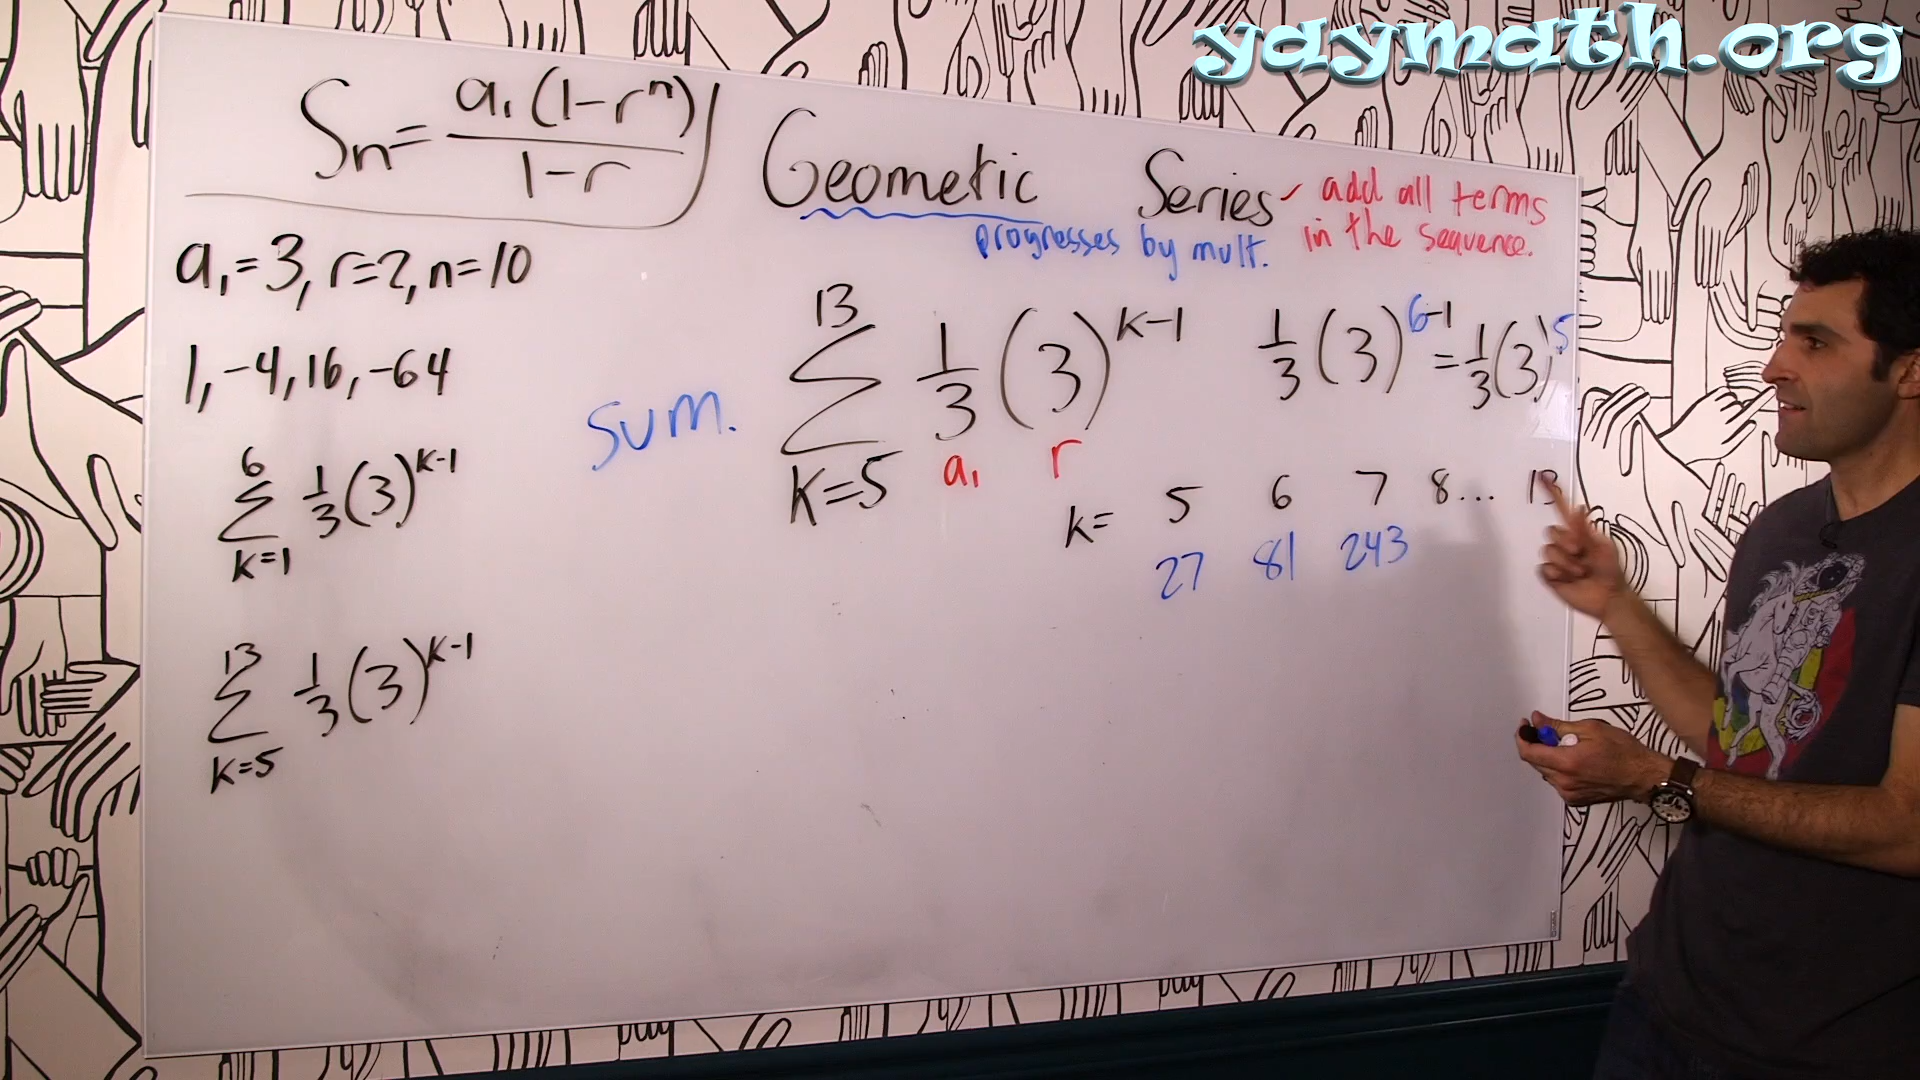 yaymath.org
Sn = a₁(1-rⁿ) / 1-r
Geometic Series - add all terms
in the sequence.
progresses by mult.
a₁=3, r=2, n=10
1, -4, 16, -64
6
Σ 1/3 (3)^k-1
k=1
13
Σ 1/3 (3)^k-1
K=5
sum.
13
Σ 1/3 (3)^K-1
K=5
a₁ r
1/3 (3)^6-1 = 1/3 (3)^5
k= 5 6 7 8... 13
27 81 243